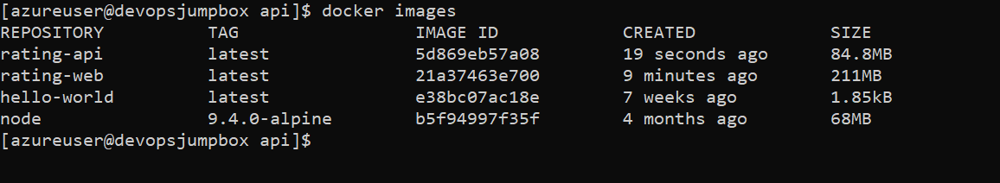 [azureuser@devopsjumpbox api]$ docker images
REPOSITORY TAG IMAGE ID CREATED SIZE
rating-api latest 5d869eb57a08 19 seconds ago 84.8MB
rating-web latest 21a37463e700 9 minutes ago 211MB
hello-world latest e38bc07ac18e 7 weeks ago 1.85kB
node 9.4.0-alpine b5f94997f35f 4 months ago 68MB
[azureuser@devopsjumpbox api]$